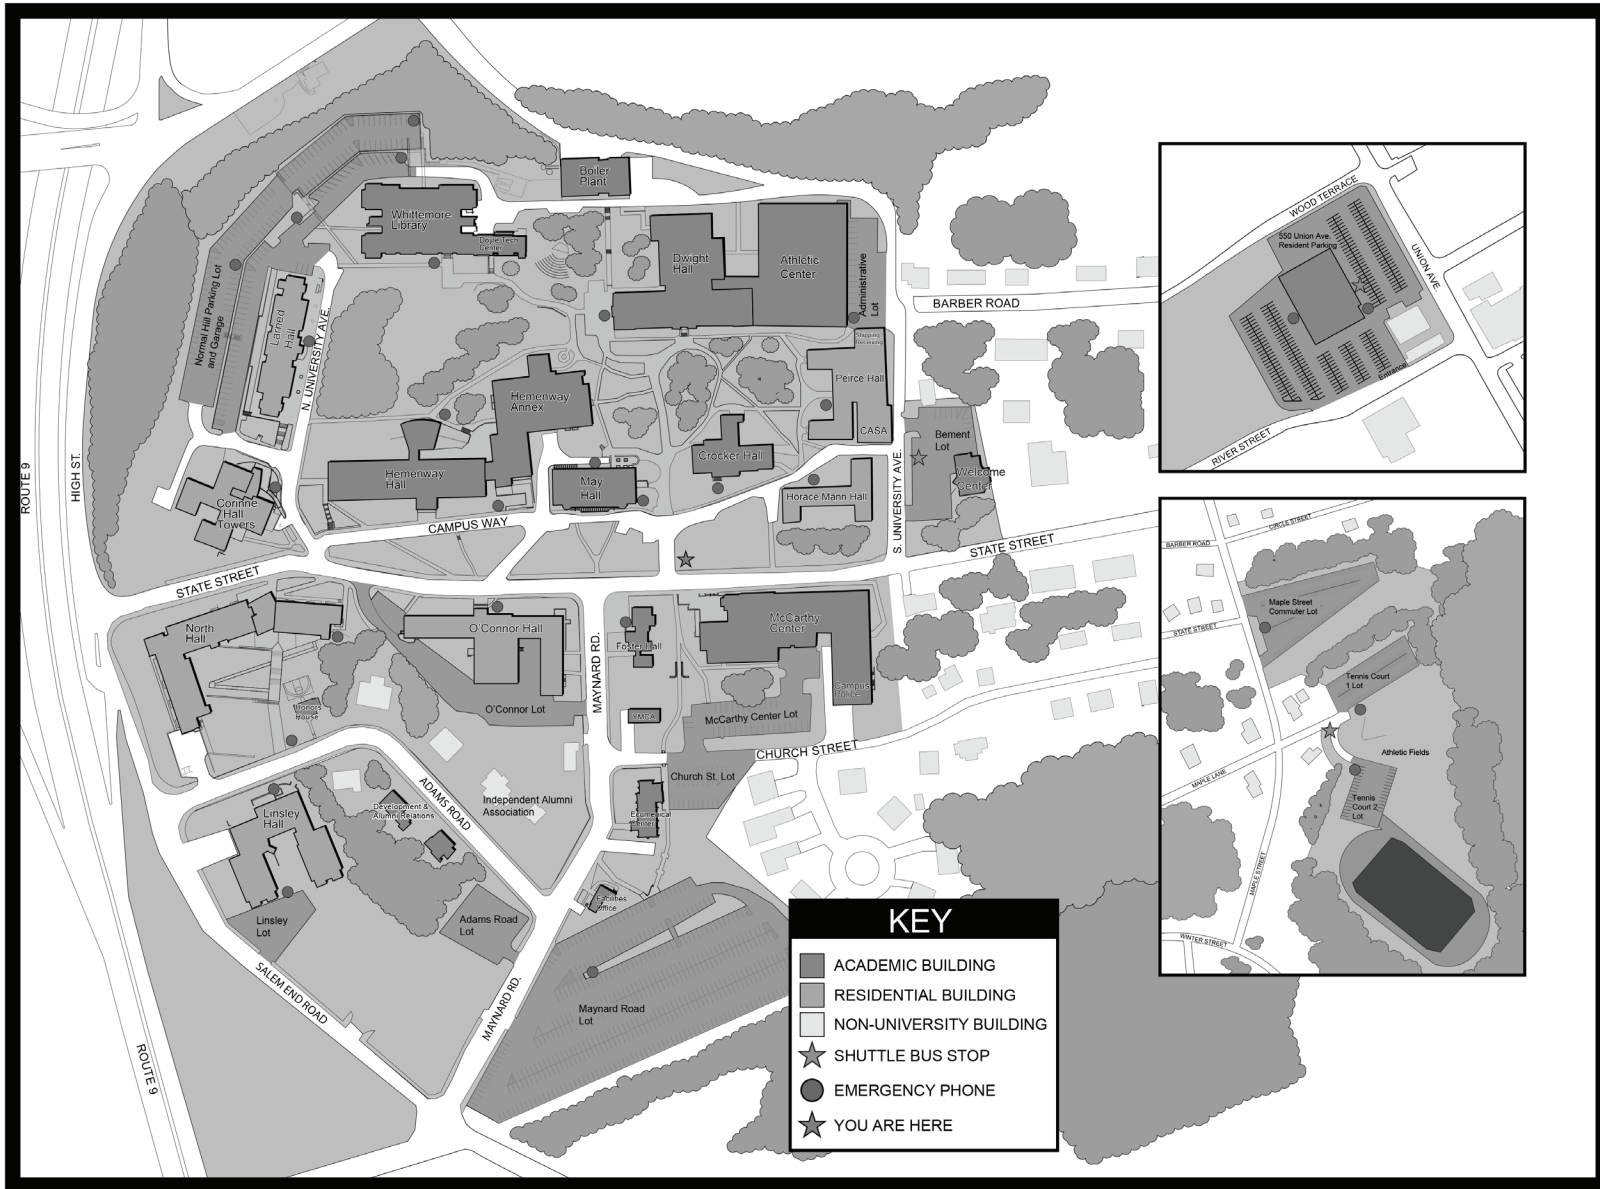 Boiler
Plant
Whittemore
Library
Doyle Tech
Center
Dwight
Hall
Athletic
Center
Administrative
Lot
Normal Hill Parking Lot
and Garage
Larned
Hall
N. UNIVERSITY AVE.
BARBER ROAD
Shipping
Receiving
Peirce Hall
CASA
Hemenway
Annex
Hemenway
Hall
Crocker Hall
May
Hall
Horace Mann Hall
Bement
Lot
Welcome
Center
S. UNIVERSITY AVE.
ROUTE 9
HIGH ST.
Corinne
Hall
Towers
CAMPUS WAY
STATE STREET
STATE STREET
North
Hall
O'Connor Hall
O'Connor Lot
MAYNARD RD.
Foster Hall
YMCA
McCarthy
Center
Campus
Police
McCarthy Center Lot
CHURCH STREET
Church St. Lot
Honors
House
ADAMS ROAD
Independent Alumni
Association
Ecumenical
Center
Development &
Alumni Relations
Linsley
Hall
Linsley
Lot
Adams Road
Lot
Facilities
Office
SALEM END ROAD
MAYNARD RD.
Maynard Road
Lot
ROUTE 9
KEY
ACADEMIC BUILDING
RESIDENTIAL BUILDING
NON-UNIVERSITY BUILDING
SHUTTLE BUS STOP
EMERGENCY PHONE
YOU ARE HERE
WOOD TERRACE
550 Union Ave.
Resident Parking
UNION AVE.
Entrance
RIVER STREET
CIRCLE STREET
BARBER ROAD
Maple Street
Commuter Lot
STATE STREET
Tennis Court
1 Lot
Athletic Fields
MAPLE LANE
Tennis
Court 2
Lot
MAPLE STREET
WINTER STREET